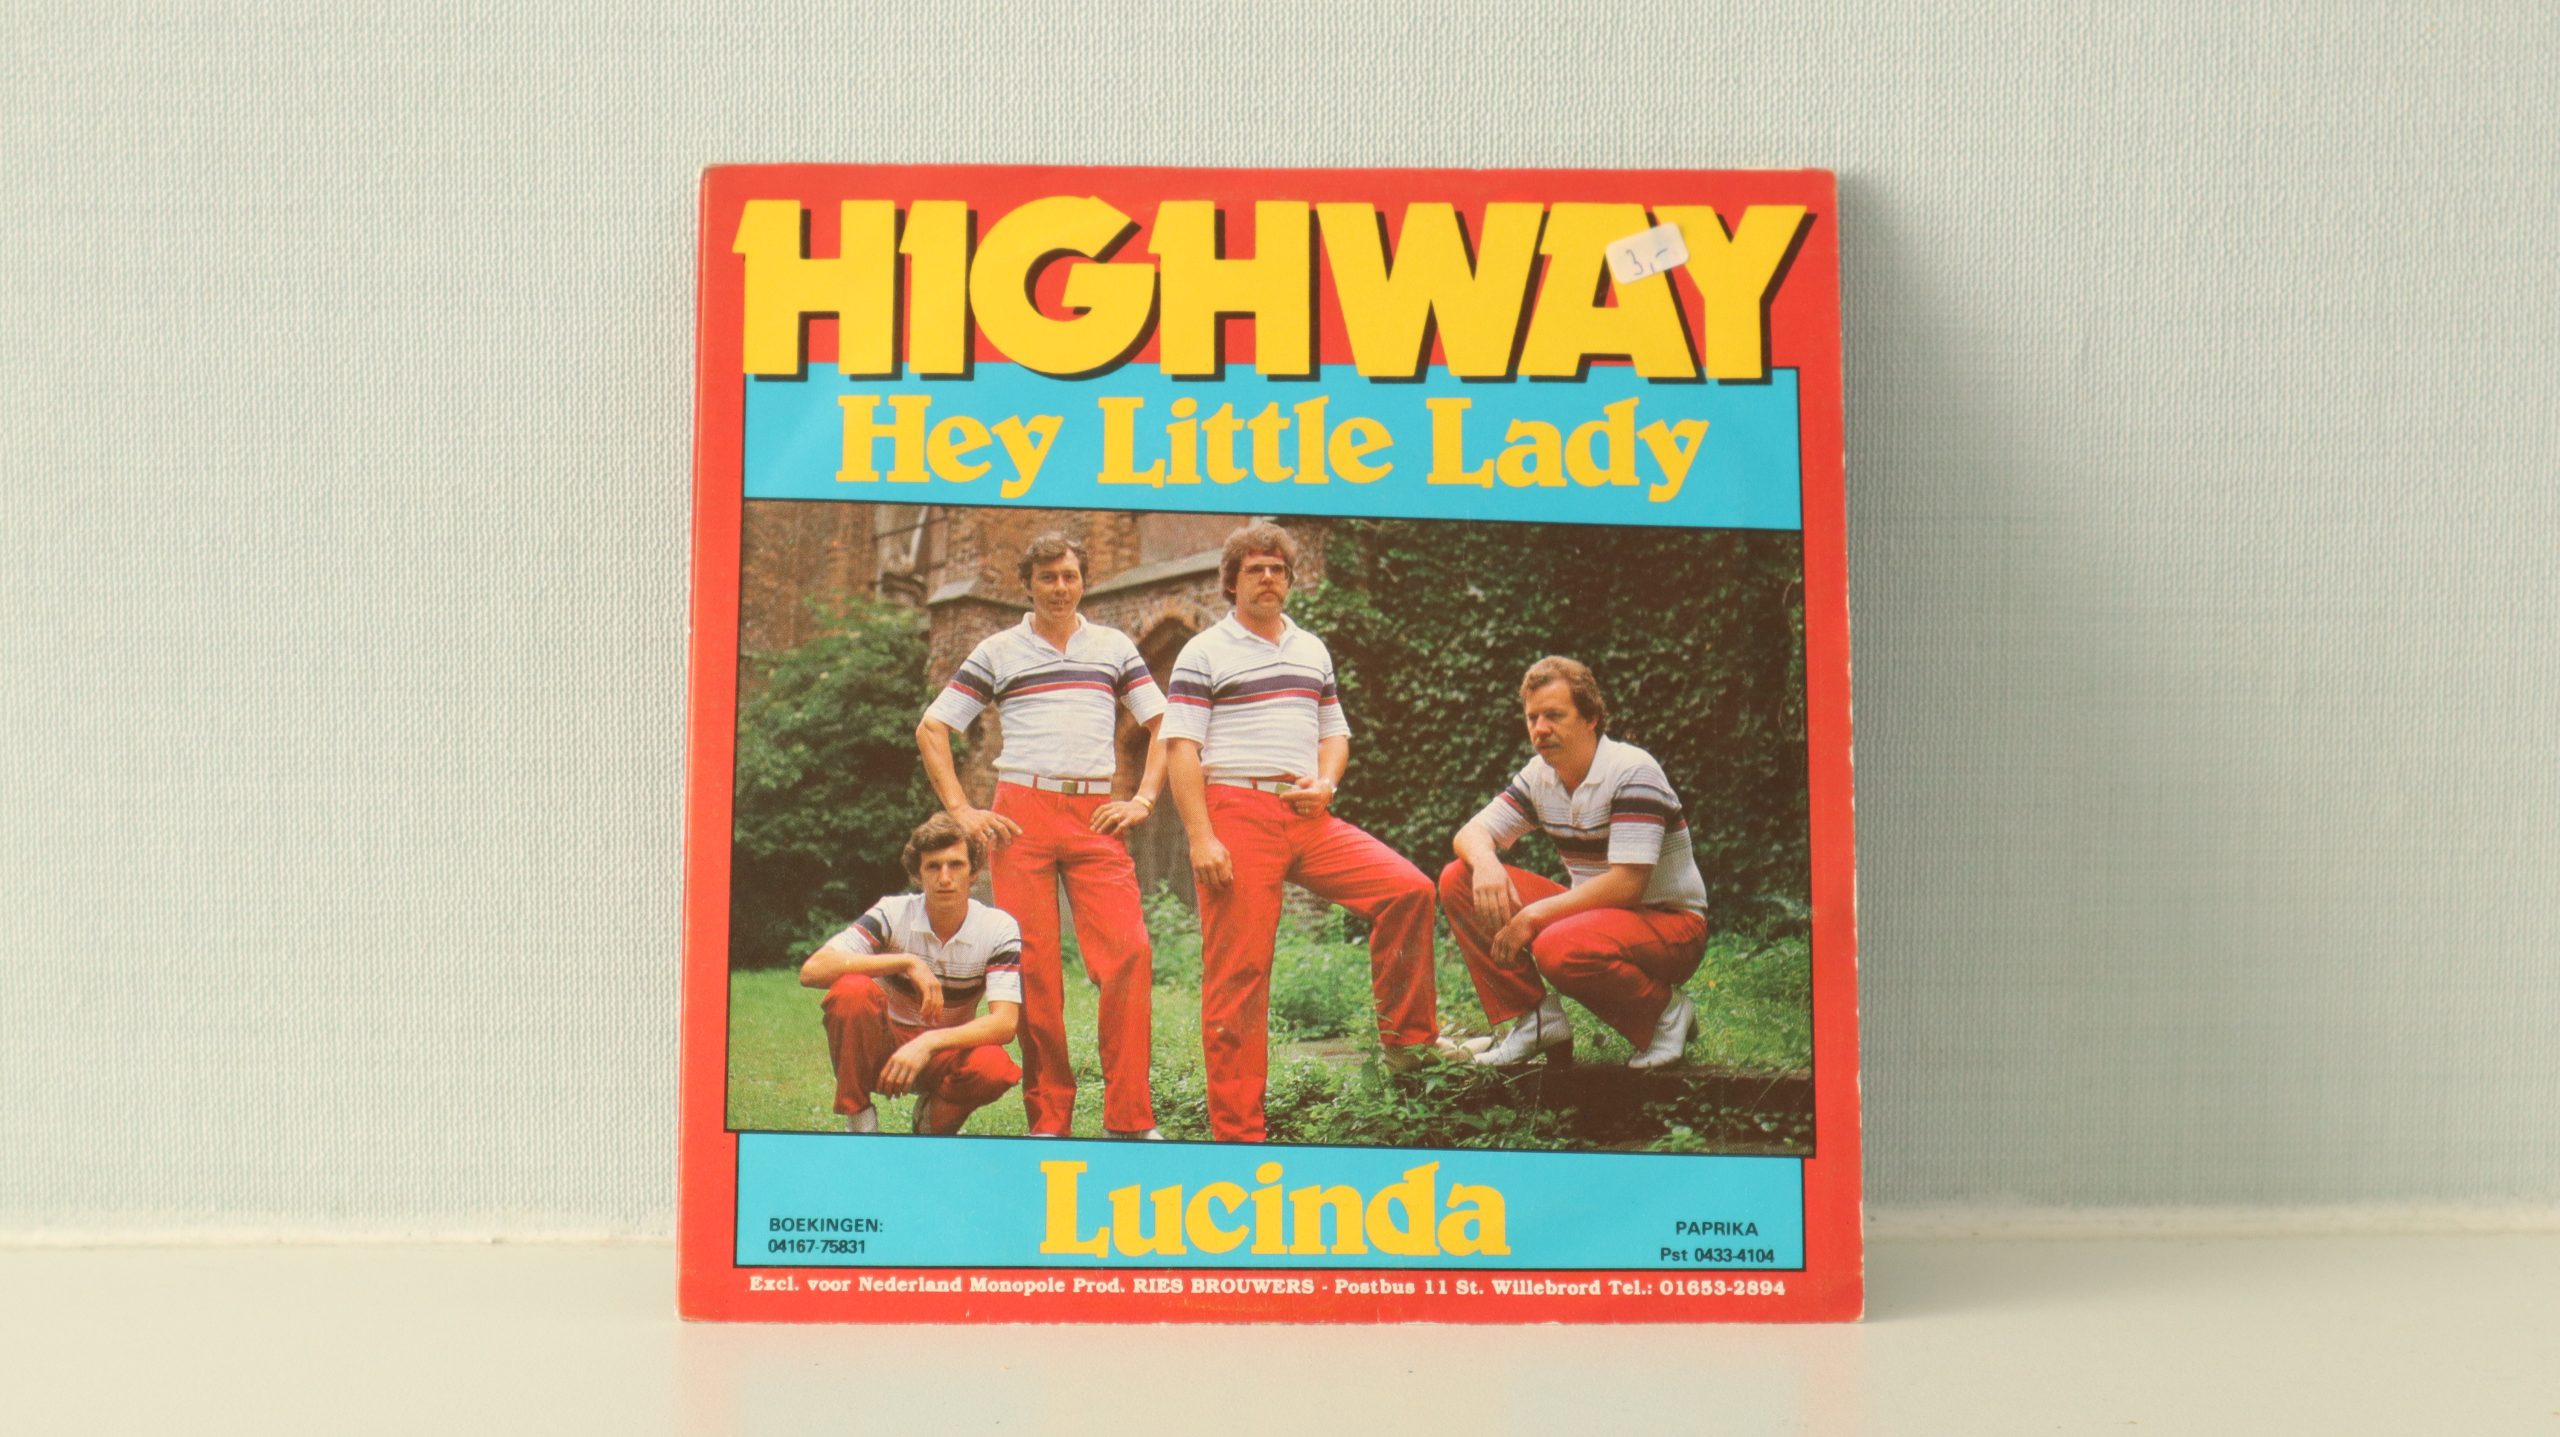 HIGHWAY
3,-
Hey Little Lady
Lucinda
BOEKINGEN:
04167-75831
PAPRIKA
Pst 0433-4104
Excl. voor Nederland Monopole Prod. RIES BROUWERS - Postbus 11 St. Willebrord Tel.: 01653-2894